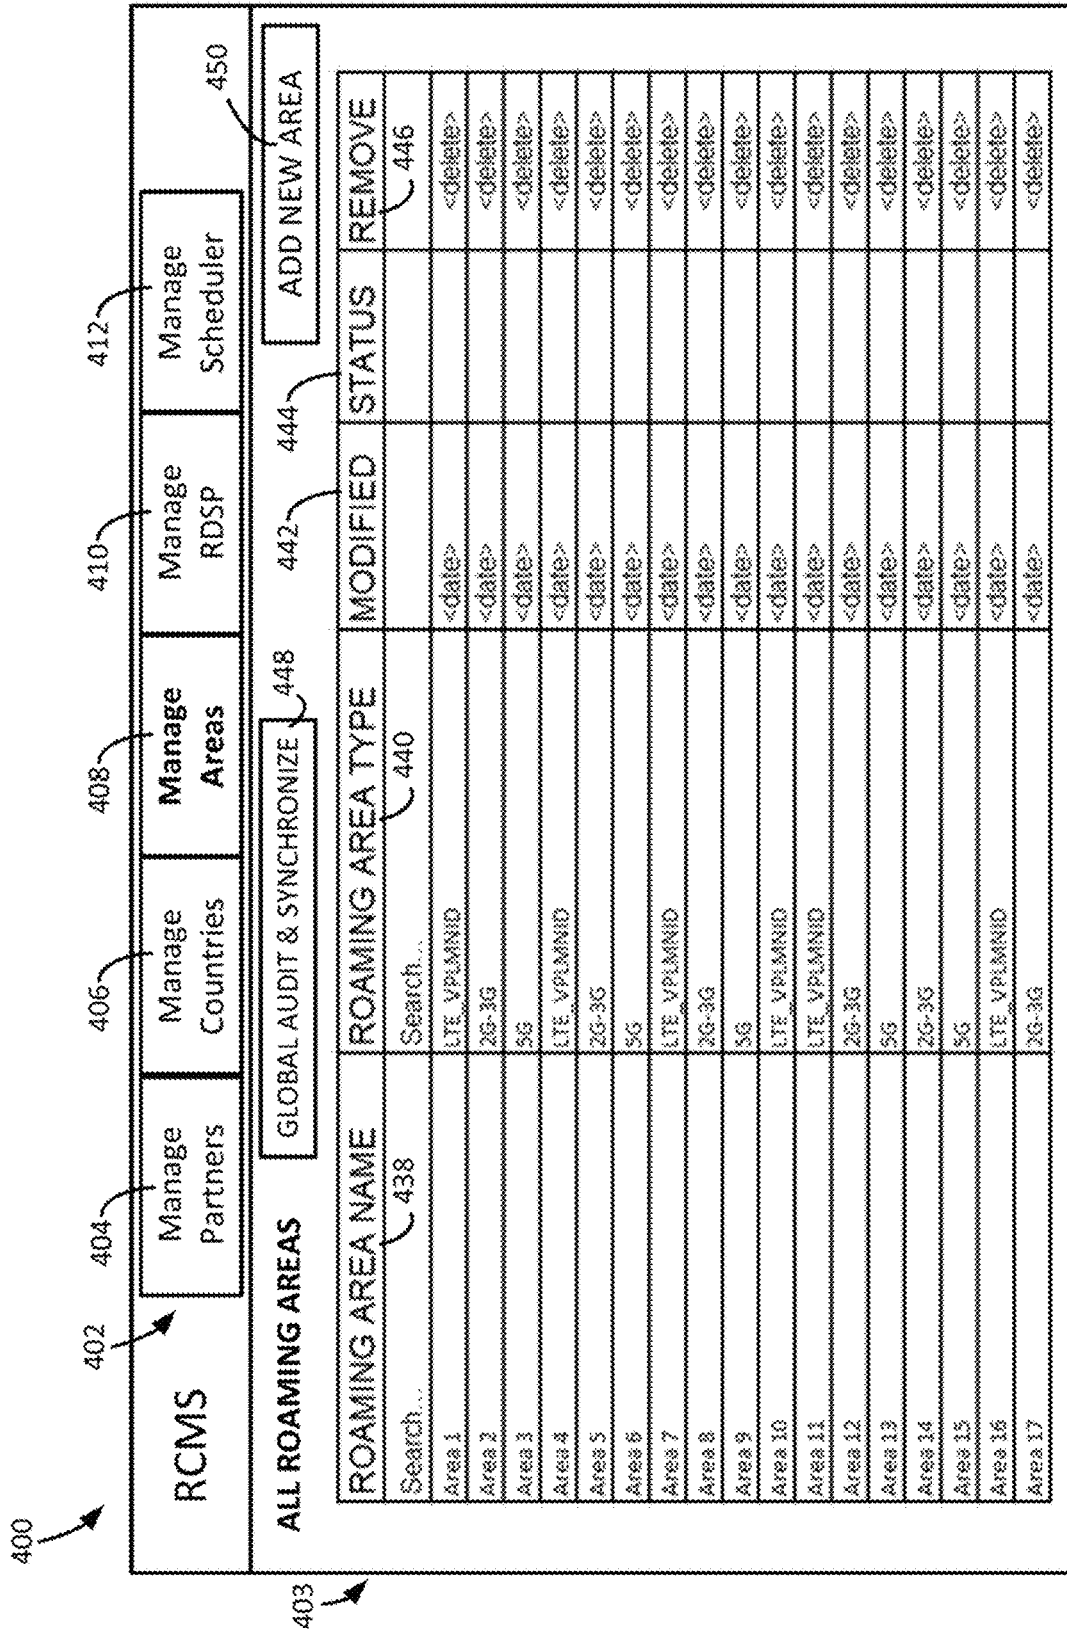 400
402
404
406
408
410
412
RCMS
Manage Partners
Manage Countries
Manage Areas
Manage RDSP
Manage Scheduler
403
ALL ROAMING AREAS
GLOBAL AUDIT & SYNCHRONIZE
448
442
444
ADD NEW AREA
450
ROAMING AREA NAME ROAMING AREA TYPE MODIFIED STATUS REMOVE
Search... 438 Search... 440 446
Area 1 LTE_VPLMNID <date> <delete>
Area 2 2G-3G <date> <delete>
Area 3 5G <date> <delete>
Area 4 LTE_VPLMNID <date> <delete>
Area 5 2G-3G <date> <delete>
Area 6 5G <date> <delete>
Area 7 LTE_VPLMNID <date> <delete>
Area 8 2G-3G <date> <delete>
Area 9 5G <date> <delete>
Area 10 LTE_VPLMNID <date> <delete>
Area 11 LTE_VPLMNID <date> <delete>
Area 12 2G-3G <date> <delete>
Area 13 5G <date> <delete>
Area 14 2G-3G <date> <delete>
Area 15 5G <date> <delete>
Area 16 LTE_VPLMNID <date> <delete>
Area 17 2G-3G <date> <delete>